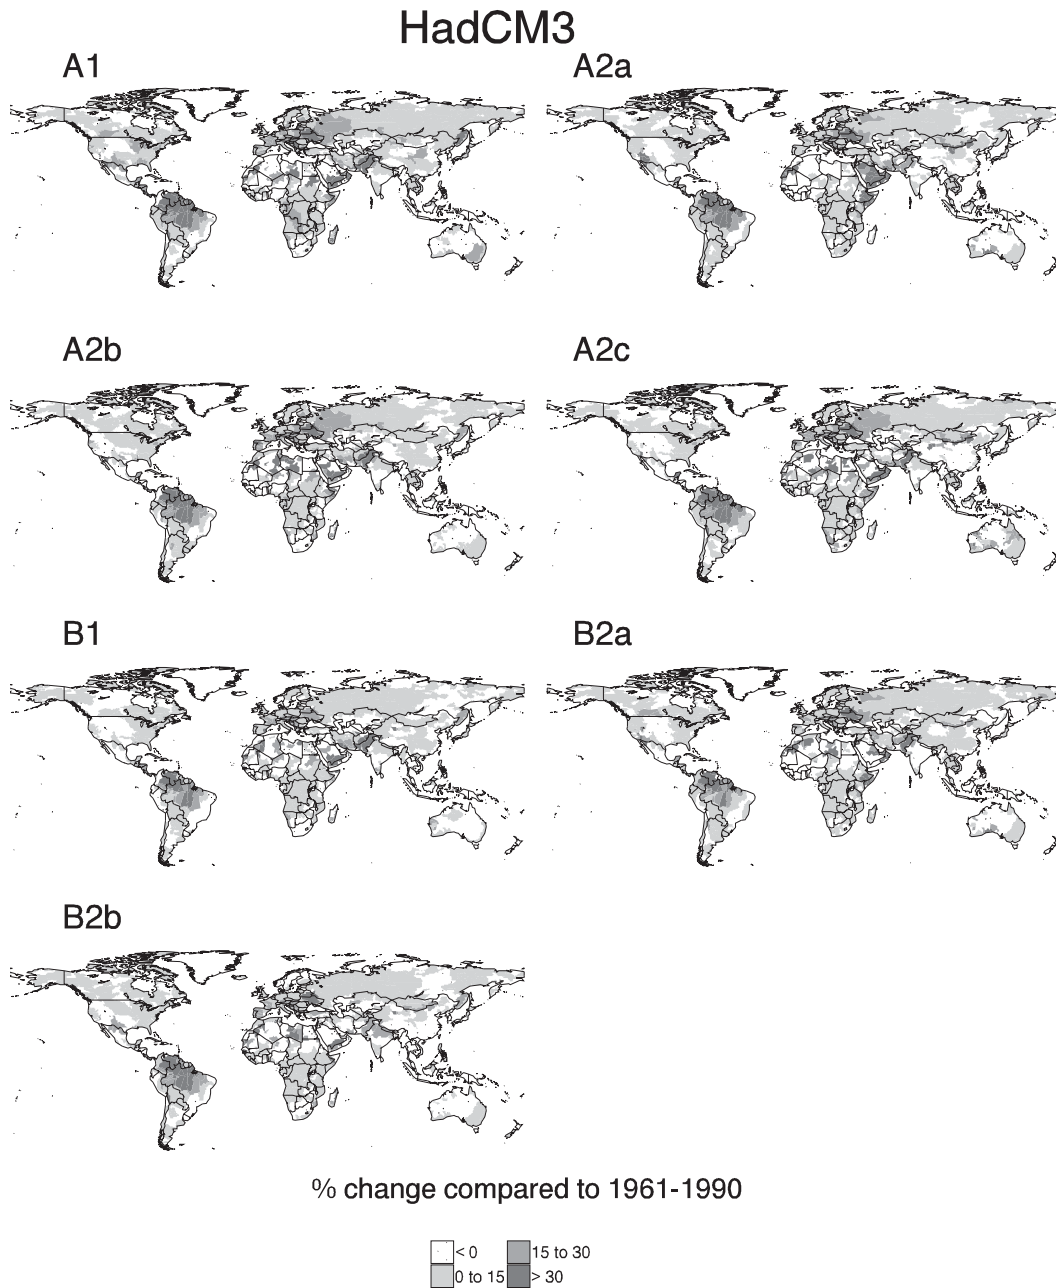 HadCM3
A1
A2a
A2b
A2c
B1
B2a
B2b
% change compared to 1961-1990
< 0
15 to 30
0 to 15
> 30